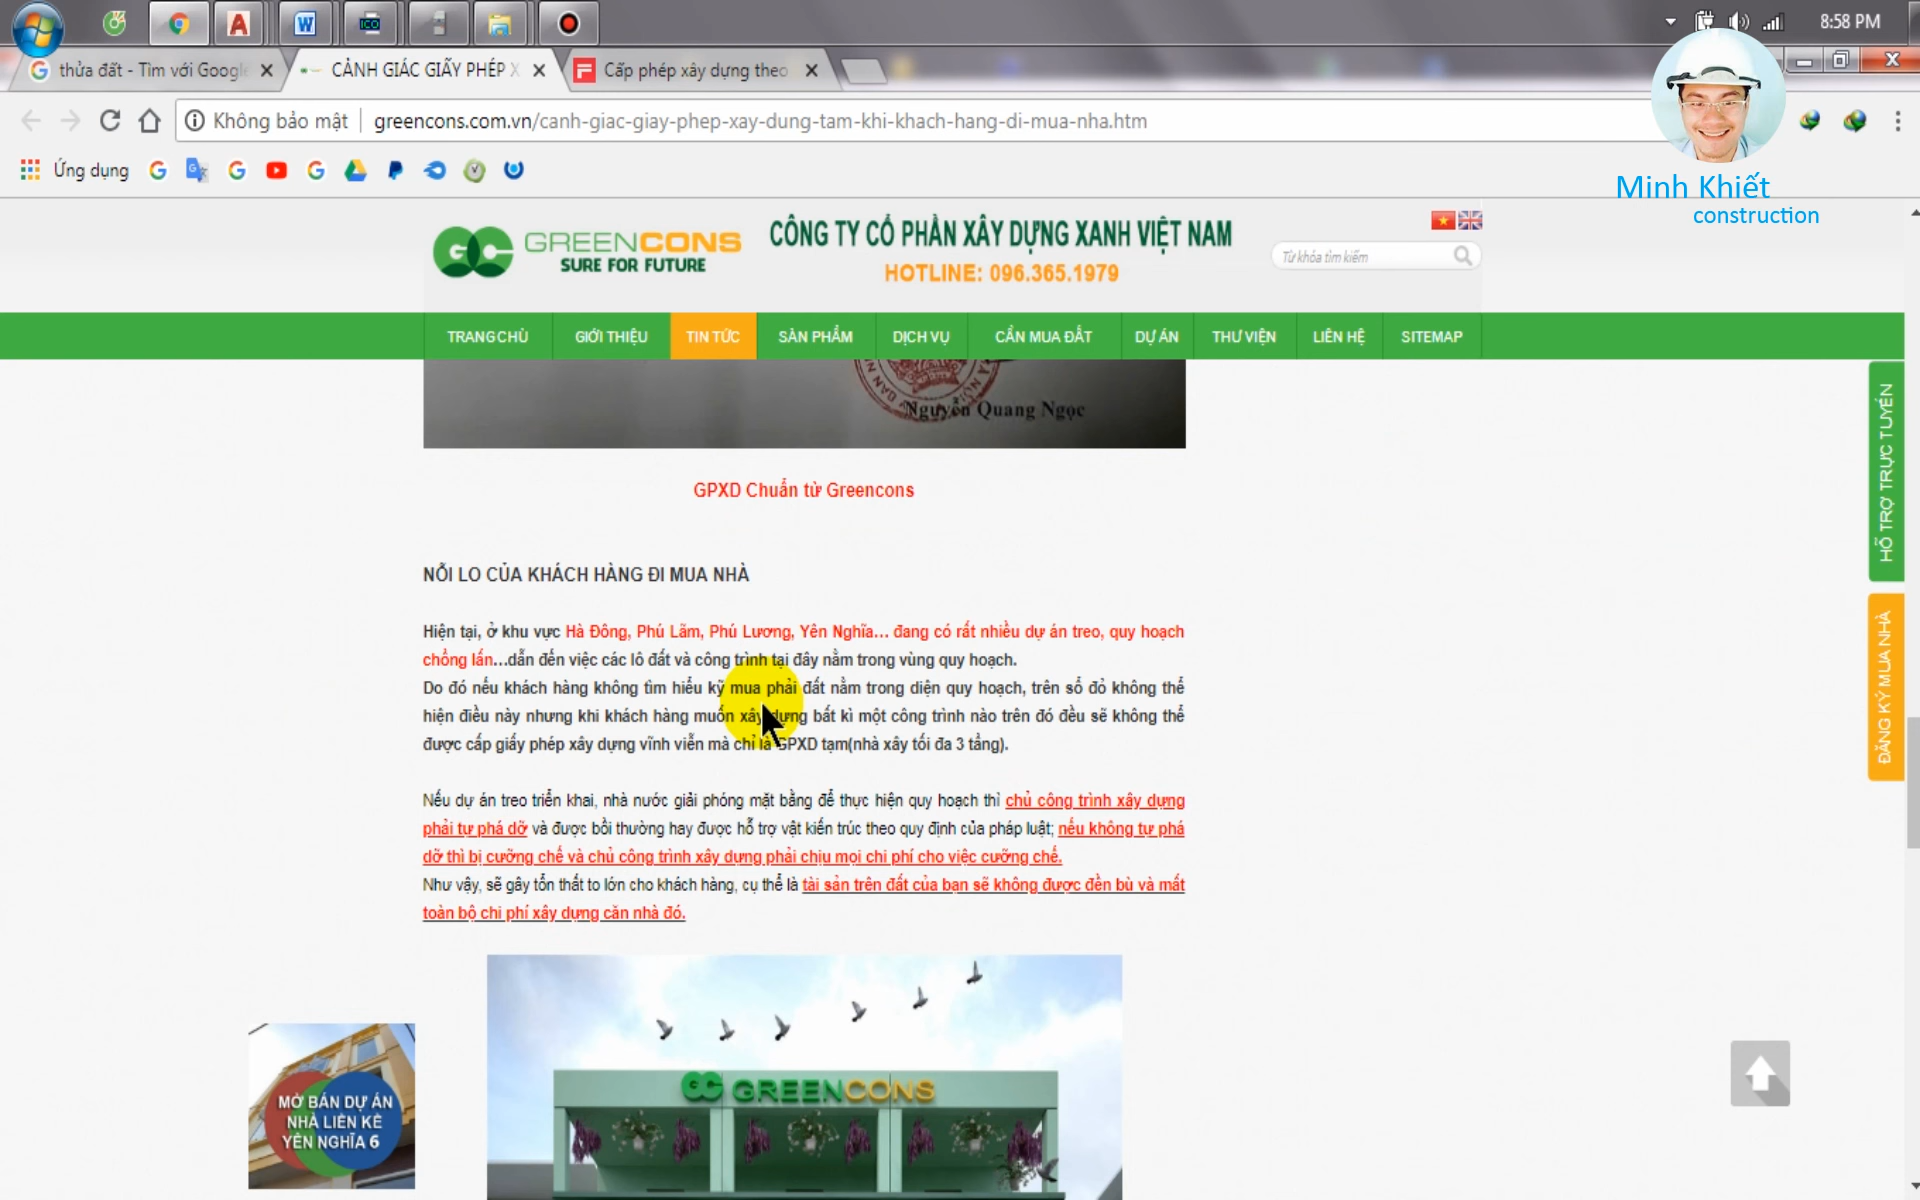 8:58 PM
thửa đất - Tìm với Googl
CẢNH GIÁC GIẤY PHÉP X
Cấp phép xây dựng theo
Không bảo mật
greencons.com.vn/canh-giac-giay-phep-xay-dung-tam-khi-khach-hang-di-mua-nha.htm
Ứng dụng
Minh Khiết
construction
GREENCONS
SURE FOR FUTURE
CÔNG TY CỔ PHẦN XÂY DỰNG XANH VIỆT NAM
HOTLINE: 096.365.1979
Từ khóa tìm kiếm
TRANG CHỦ GIỚI THIỆU TIN TỨC SẢN PHẨM DỊCH VỤ CẦN MUA ĐẤT DỰ ÁN THƯ VIỆN LIÊN HỆ SITEMAP
Nguyễn Quang Ngọc
GPXD Chuẩn từ Greencons
HỖ TRỢ TRỰC TUYẾN
NỖI LO CỦA KHÁCH HÀNG ĐI MUA NHÀ
Hiện tại, ở khu vực Hà Đông, Phú Lãm, Phú Lương, Yên Nghĩa... đang có rất nhiều dự án treo, quy hoạch
chồng lấn...dẫn đến việc các lô đất và công trình tại đây nằm trong vùng quy hoạch.
Do đó nếu khách hàng không tìm hiểu kỹ mua phải đất nằm trong diện quy hoạch, trên sổ đỏ không thể
hiện điều này nhưng khi khách hàng muốn xây dựng bất kì một công trình nào trên đó đều sẽ không thể
được cấp giấy phép xây dựng vĩnh viễn mà chỉ là GPXD tạm(nhà xây tối đa 3 tầng).
ĐĂNG KÝ MUA NHÀ
Nếu dự án treo triển khai, nhà nước giải phóng mặt bằng để thực hiện quy hoạch thì chủ công trình xây dựng
phải tự phá dỡ và được bồi thường hay được hỗ trợ vật kiến trúc theo quy định của pháp luật; nếu không tự phá
dỡ thì bị cưỡng chế và chủ công trình xây dựng phải chịu mọi chi phí cho việc cưỡng chế.
Như vậy, sẽ gây tổn thất to lớn cho khách hàng, cụ thể là tài sản trên đất của bạn sẽ không được đền bù và mất
toàn bộ chi phí xây dựng căn nhà đó.
GREENCONS
MỞ BÁN DỰ ÁN
NHÀ LIỀN KỀ
YÊN NGHĨA 6